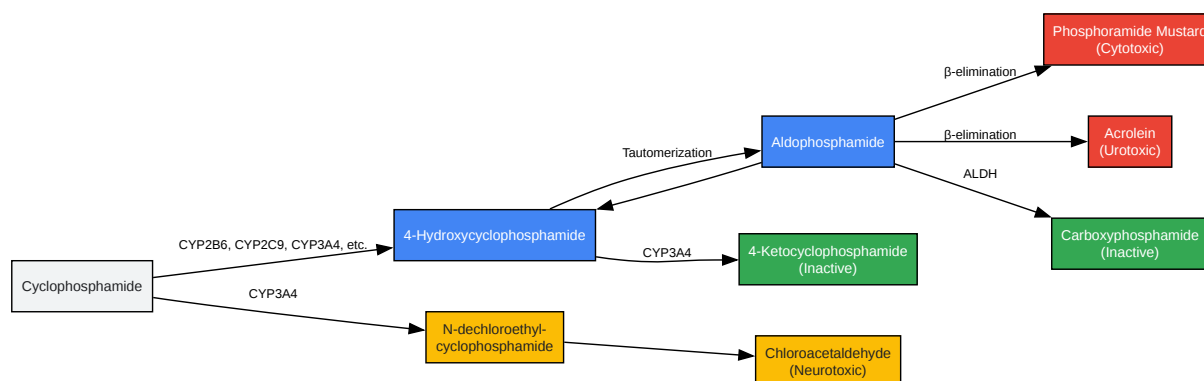 Phosphoramide Mustard
(Cytotoxic)
β-elimination
Aldophosphamide
β-elimination
Acrolein
(Urotoxic)
Tautomerization
ALDH
4-Hydroxycyclophosphamide
CYP2B6, CYP2C9, CYP3A4, etc.
CYP3A4
4-Ketocyclophosphamide
(Inactive)
Carboxyphosphamide
(Inactive)
Cyclophosphamide
CYP3A4
N-dechloroethyl-
cyclophosphamide
Chloroacetaldehyde
(Neurotoxic)